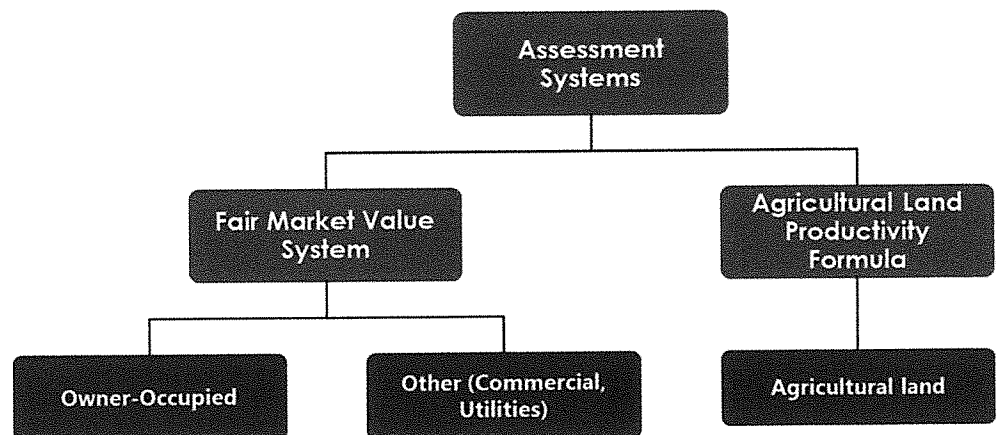 Assessment
Systems
Fair Market Value
System
Agricultural Land
Productivity
Formula
Owner-Occupied
Other (Commercial,
Utilities)
Agricultural land